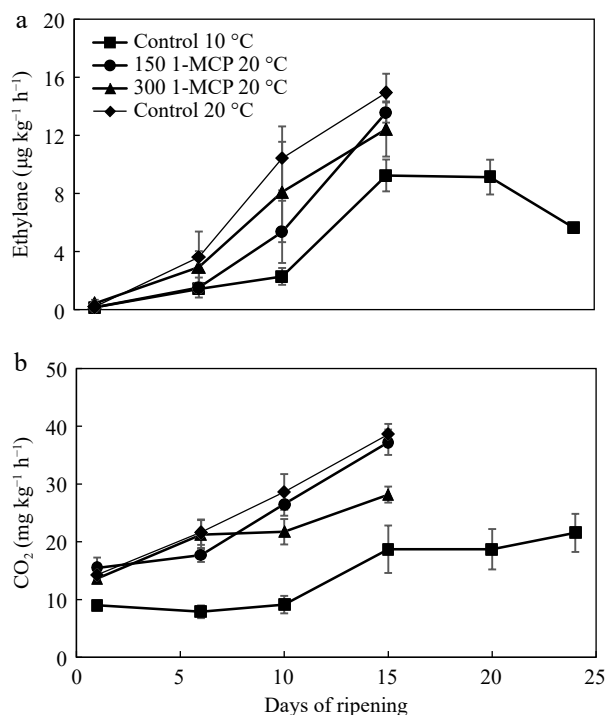 a
20
16
12
8
4
0
Ethylene (µg kg⁻¹ h⁻¹)
Control 10 °C
150 1-MCP 20 °C
300 1-MCP 20 °C
Control 20 °C
b
50
40
30
20
10
0
CO₂ (mg kg⁻¹ h⁻¹)
0 5 10 15 20 25
Days of ripening